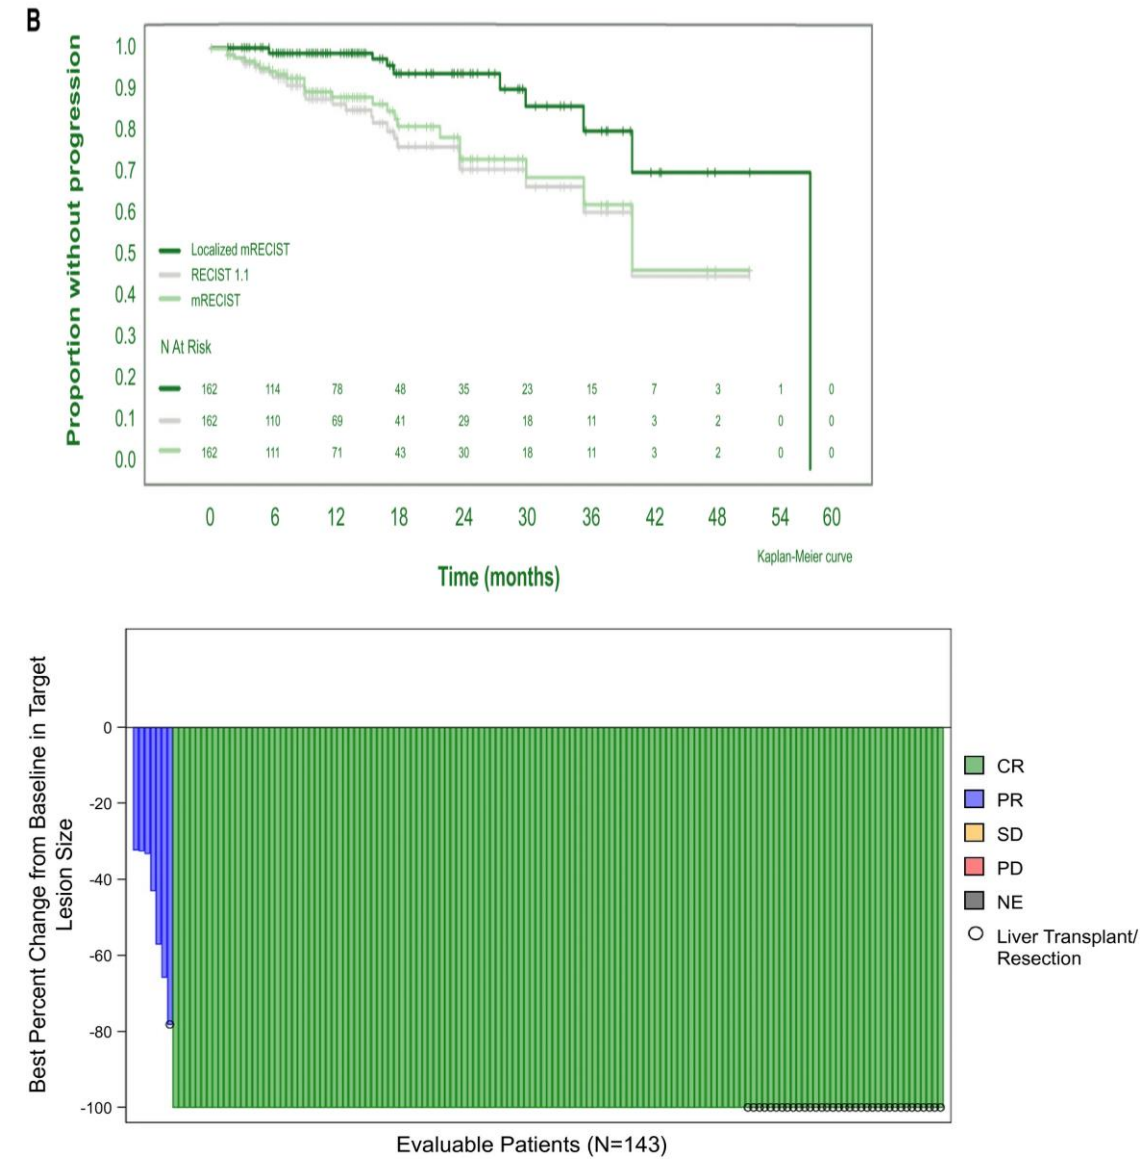 B
Proportion without progression
1.0
0.9
0.8
0.7
0.6
0.5
0.4
0.3
0.2
0.1
0.0
Localized mRECIST
RECIST 1.1
mRECIST
N At Risk
162 114 78 48 35 23 15 7 3 1 0
162 110 69 41 29 18 11 3 2 0 0
162 111 71 43 30 18 11 3 2 0 0
0 6 12 18 24 30 36 42 48 54 60
Kaplan-Meier curve
Time (months)
Best Percent Change from Baseline in Target
Lesion Size
0
-20
-40
-60
-80
-100
CR
PR
SD
PD
NE
Liver Transplant/
Resection
Evaluable Patients (N=143)